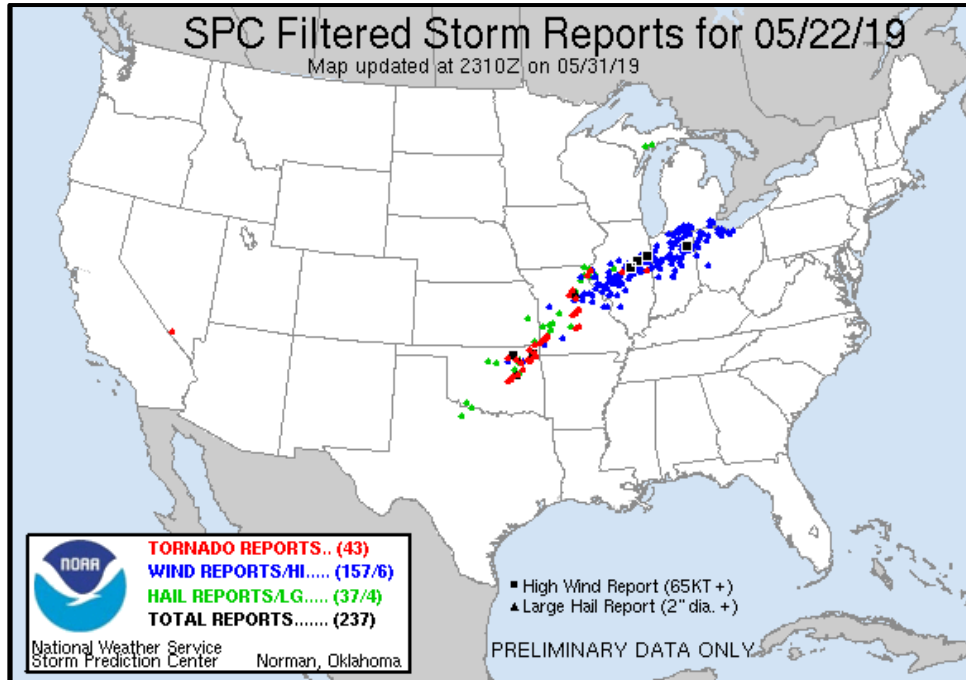 SPC Filtered Storm Reports for 05/22/19
Map updated at 2310Z on 05/31/19
NOAA
TORNADO REPORTS.. (43)
WIND REPORTS/HI..... (157/6)
HAIL REPORTS/LG..... (37/4)
TOTAL REPORTS....... (237)
National Weather Service
Storm Prediction Center Norman, Oklahoma
High Wind Report (65KT +)
Large Hail Report (2" dia. +)
PRELIMINARY DATA ONLY